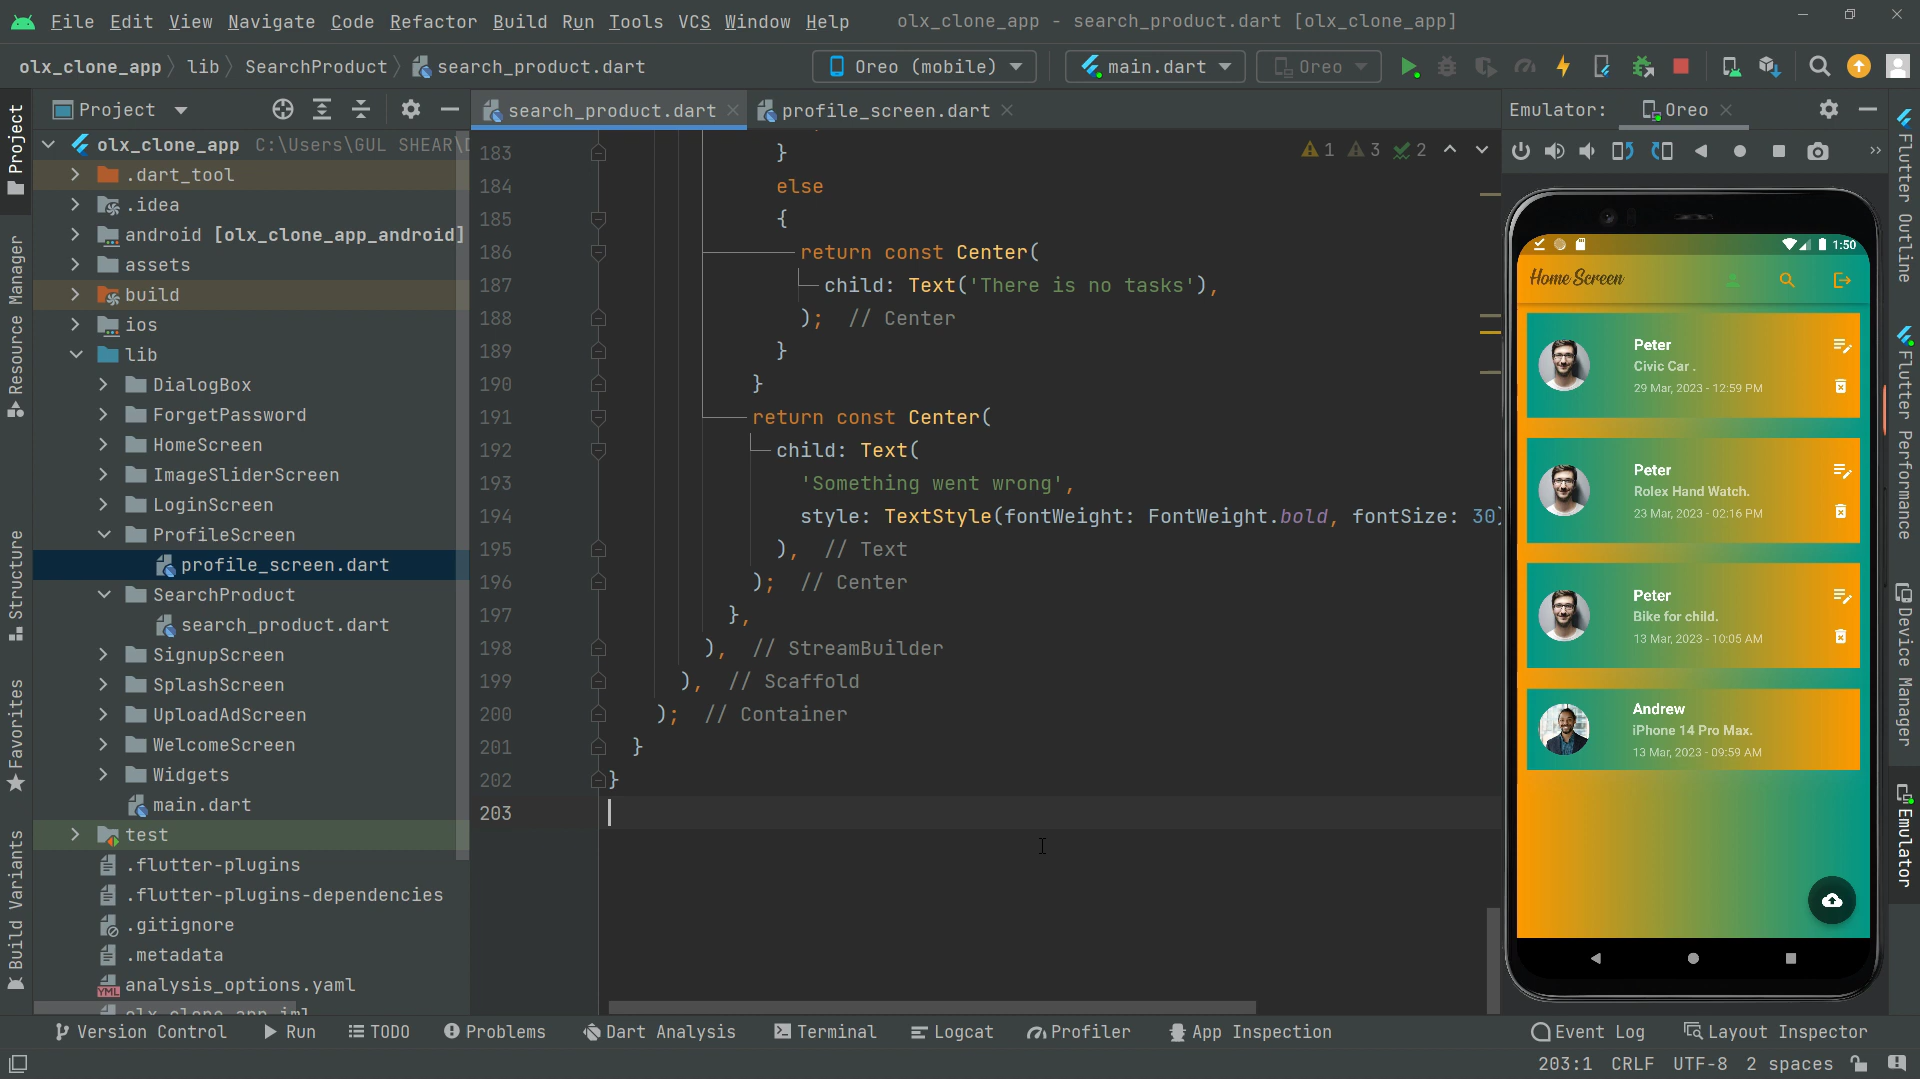 File Edit View Navigate Code Refactor Build Run Tools VCS Window Help olx_clone_app - search_product.dart [olx_clone_app]
olx_clone_app lib SearchProduct search_product.dart Oreo (mobile) main.dart Oreo
Project search_product.dart profile_screen.dart Emulator: Oreo
olx_clone_app C:\Users\GUL SHEAR\
.dart_tool
.idea
android [olx_clone_app_android]
assets
build
ios
lib
DialogBox
ForgetPassword
HomeScreen
ImageSliderScreen
LoginScreen
ProfileScreen
profile_screen.dart
SearchProduct
search_product.dart
SignupScreen
SplashScreen
UploadAdScreen
WelcomeScreen
Widgets
main.dart
test
.flutter-plugins
.flutter-plugins-dependencies
.gitignore
.metadata
analysis_options.yaml
Project
Resource Manager
Structure
Favorites
Build Variants
1 3 2
183 }
184 else
185 {
186 return const Center(
187 child: Text('There is no tasks'),
188 ); // Center
189 }
190 }
191 return const Center(
192 child: Text(
193 'Something went wrong',
194 style: TextStyle(fontWeight: FontWeight.bold, fontSize: 30
195 ), // Text
196 ); // Center
197 },
198 ), // StreamBuilder
199 ), // Scaffold
200 ); // Container
201 }
202 }
203
1:50
Home Screen
Peter
Civic Car .
29 Mar, 2023 - 12:59 PM
Peter
Rolex Hand Watch.
23 Mar, 2023 - 02:16 PM
Peter
Bike for child.
13 Mar, 2023 - 10:05 AM
Andrew
iPhone 14 Pro Max.
13 Mar, 2023 - 09:59 AM
Flutter Outline
Flutter Performance
Device Manager
Emulator
Version Control Run TODO Problems Dart Analysis Terminal Logcat Profiler App Inspection Event Log Layout Inspector
203:1 CRLF UTF-8 2 spaces